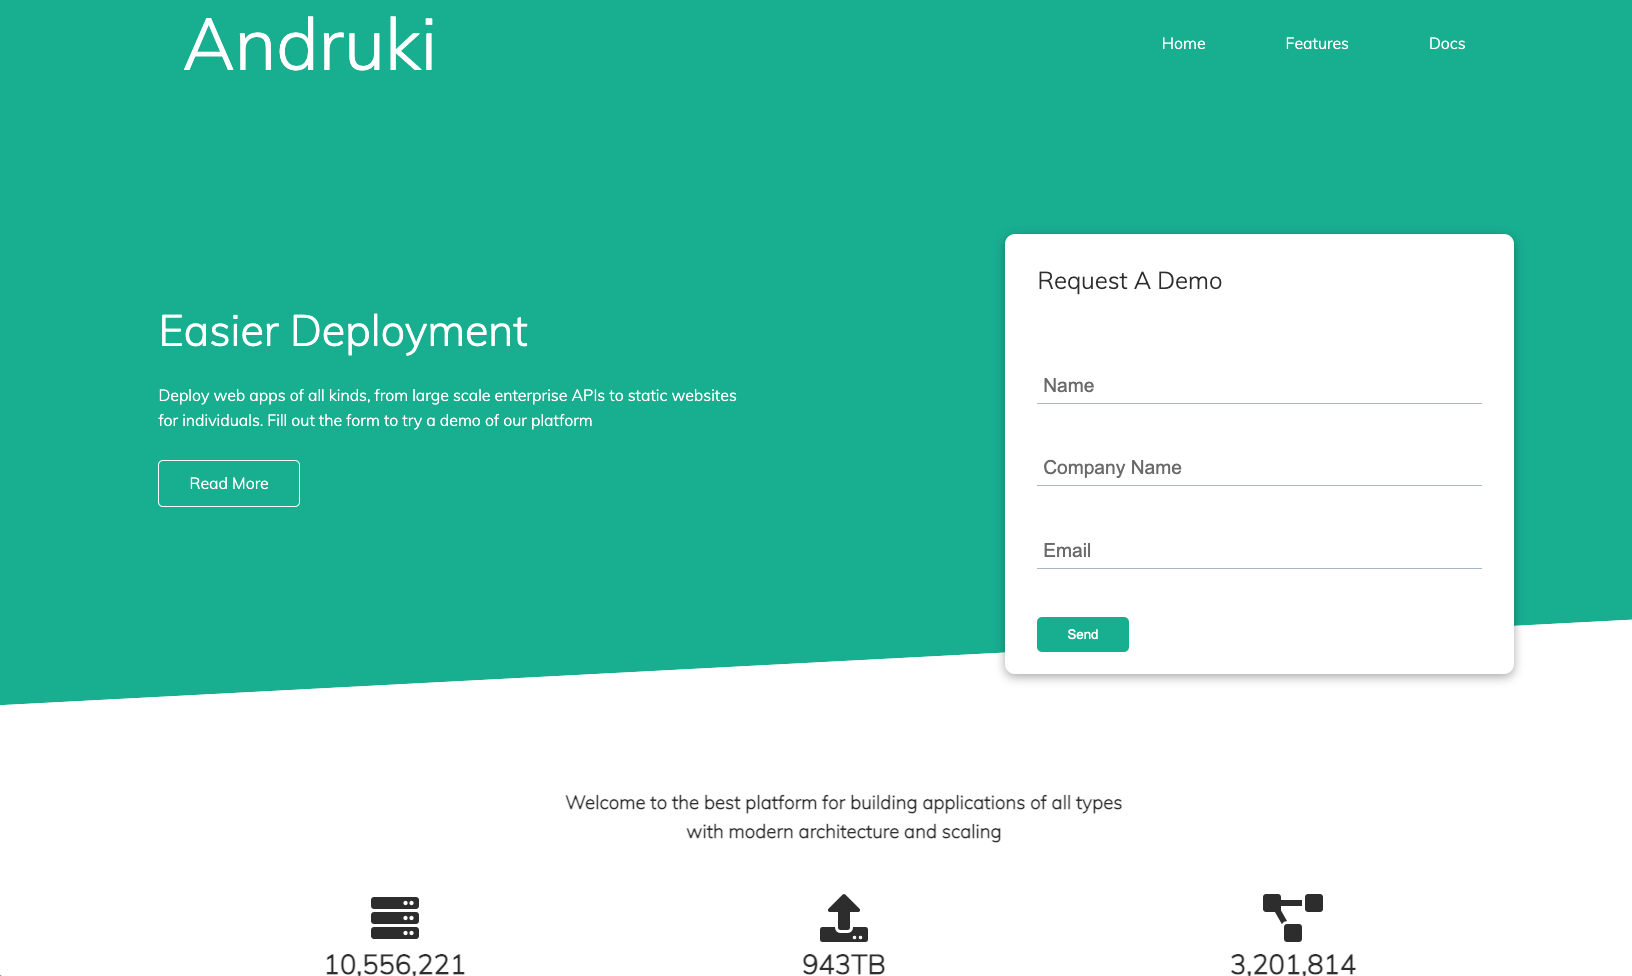 Andruki
Home
Features
Docs
Easier Deployment
Deploy web apps of all kinds, from large scale enterprise APIs to static websites
for individuals. Fill out the form to try a demo of our platform
Read More
Request A Demo
Name
Company Name
Email
Send
Welcome to the best platform for building applications of all types
with modern architecture and scaling
10,556,221
943TB
3,201,814